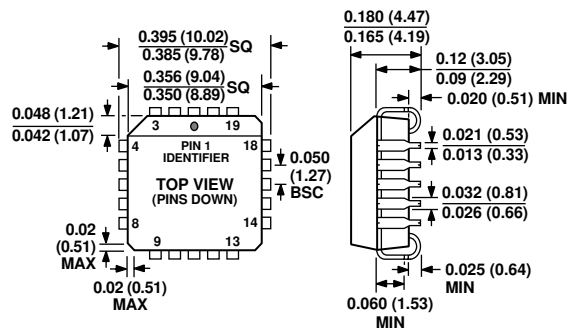 0.395 (10.02)
0.385 (9.78)
SQ
0.356 (9.04)
0.350 (8.89)
SQ
0.048 (1.21)
0.042 (1.07)
3
19
4
PIN 1
IDENTIFIER
18
TOP VIEW
(PINS DOWN)
0.050
(1.27)
BSC
8
14
9
13
0.02
(0.51)
MAX
0.02 (0.51)
MAX
0.180 (4.47)
0.165 (4.19)
0.12 (3.05)
0.09 (2.29)
0.020 (0.51) MIN
0.021 (0.53)
0.013 (0.33)
0.032 (0.81)
0.026 (0.66)
0.025 (0.64)
MIN
0.060 (1.53)
MIN